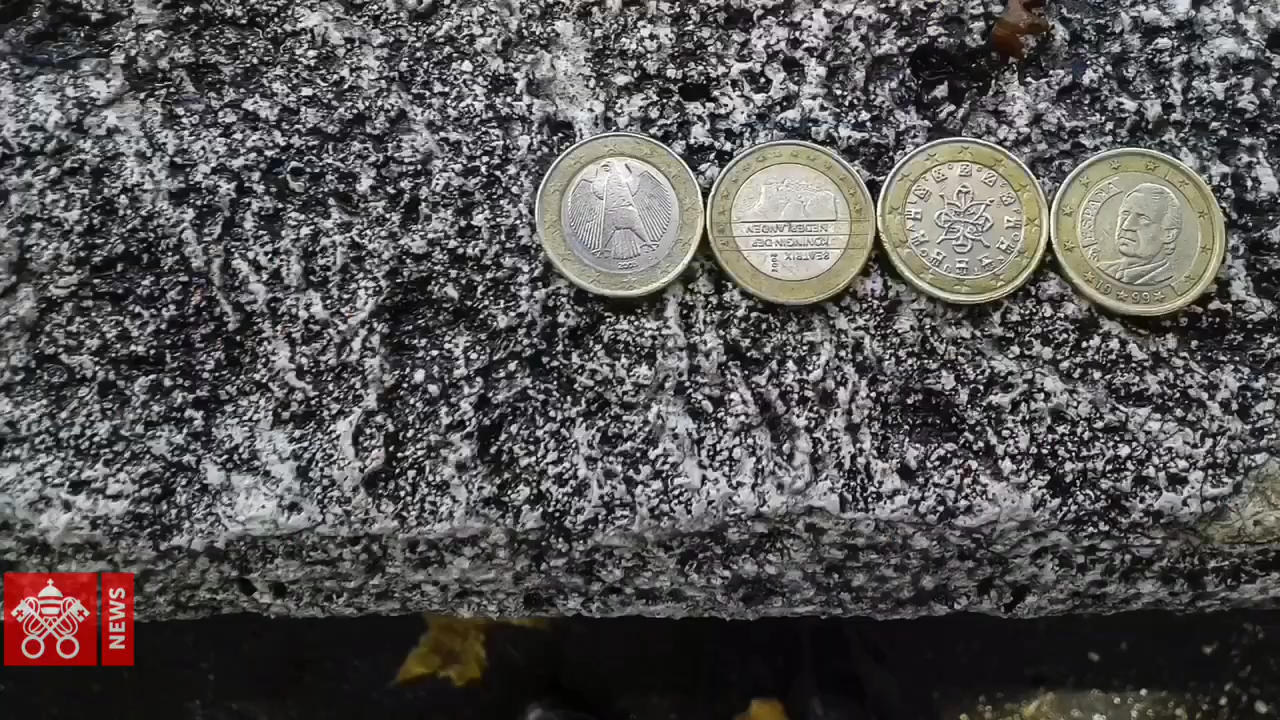 BEATRIX
KONINGIN DER
NEDERLANDEN
ESPAÑA
1999
NEWS